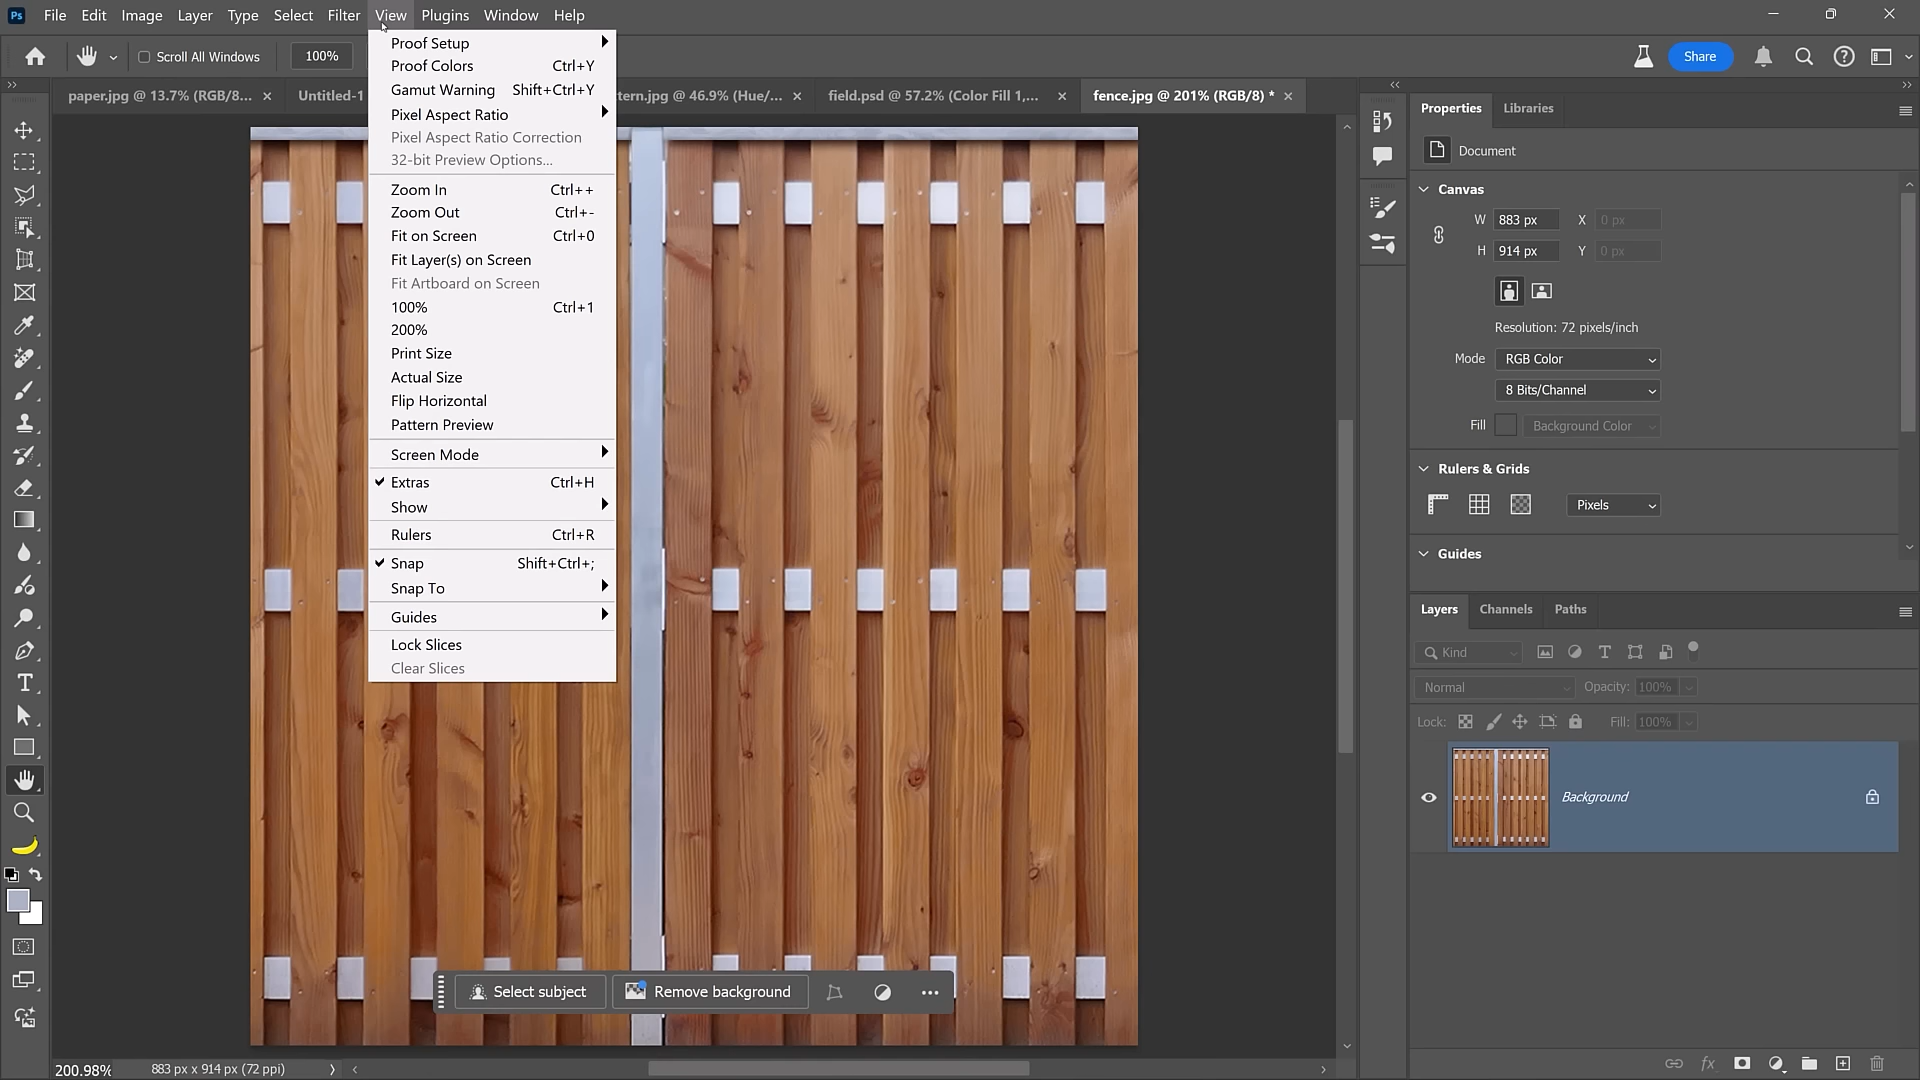 Ps File Edit Image Layer Type Select Filter View Plugins Window Help
Scroll All Windows 100% Share
paper.jpg @ 13.7% (RGB/8... Untitled-1 tern.jpg @ 46.9% (Hue/... field.psd @ 57.2% (Color Fill 1,... fence.jpg @ 201% (RGB/8) *
Proof Setup
Proof Colors Ctrl+Y
Gamut Warning Shift+Ctrl+Y
Pixel Aspect Ratio
Pixel Aspect Ratio Correction
32-bit Preview Options...
Zoom In Ctrl++
Zoom Out Ctrl+-
Fit on Screen Ctrl+0
Fit Layer(s) on Screen
Fit Artboard on Screen
100% Ctrl+1
200%
Print Size
Actual Size
Flip Horizontal
Pattern Preview
Screen Mode
Extras Ctrl+H
Show
Rulers Ctrl+R
Snap Shift+Ctrl+;
Snap To
Guides
Lock Slices
Clear Slices
Select subject Remove background
200.98% 883 px x 914 px (72 ppi)
Properties Libraries
Document
Canvas
W 883 px X 0 px
H 914 px Y 0 px
Resolution: 72 pixels/inch
Mode RGB Color
8 Bits/Channel
Fill Background Color
Rulers & Grids
Pixels
Guides
Layers Channels Paths
Kind
Normal Opacity: 100%
Lock: Fill: 100%
Background
fx